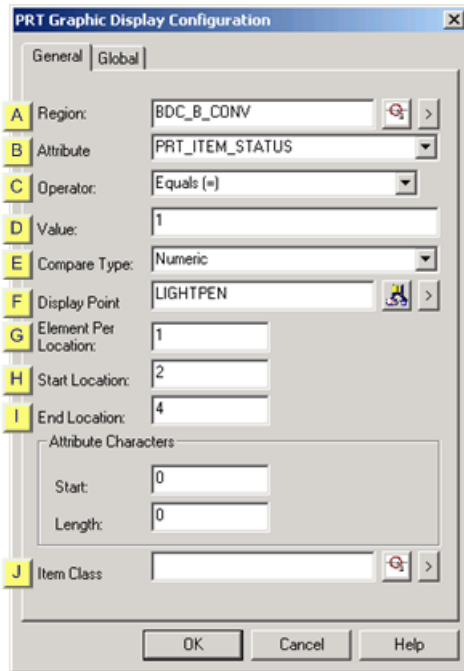 PRT Graphic Display Configuration
General Global
A Region: BDC_B_CONV >
B Attribute PRT_ITEM_STATUS
C Operator: Equals (=)
D Value: 1
E Compare Type: Numeric
F Display Point LIGHTPEN >
G Element Per
Location: 1
H Start Location: 2
I End Location: 4
Attribute Characters
Start: 0
Length: 0
J Item Class >
OK Cancel Help